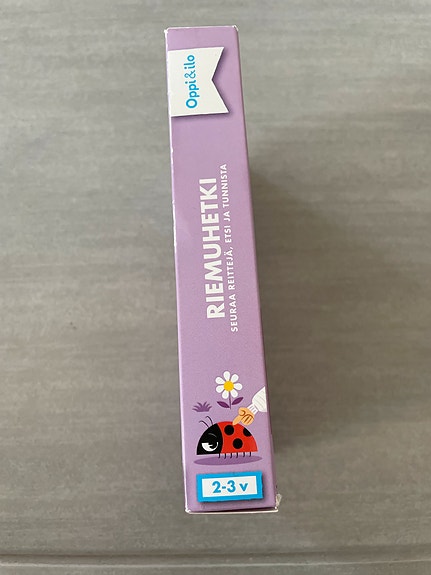 Oppi&ilo
RIEMUHETKI
SEURAA REITTEJÄ, ETSI JA TUNNISTA
2-3 v